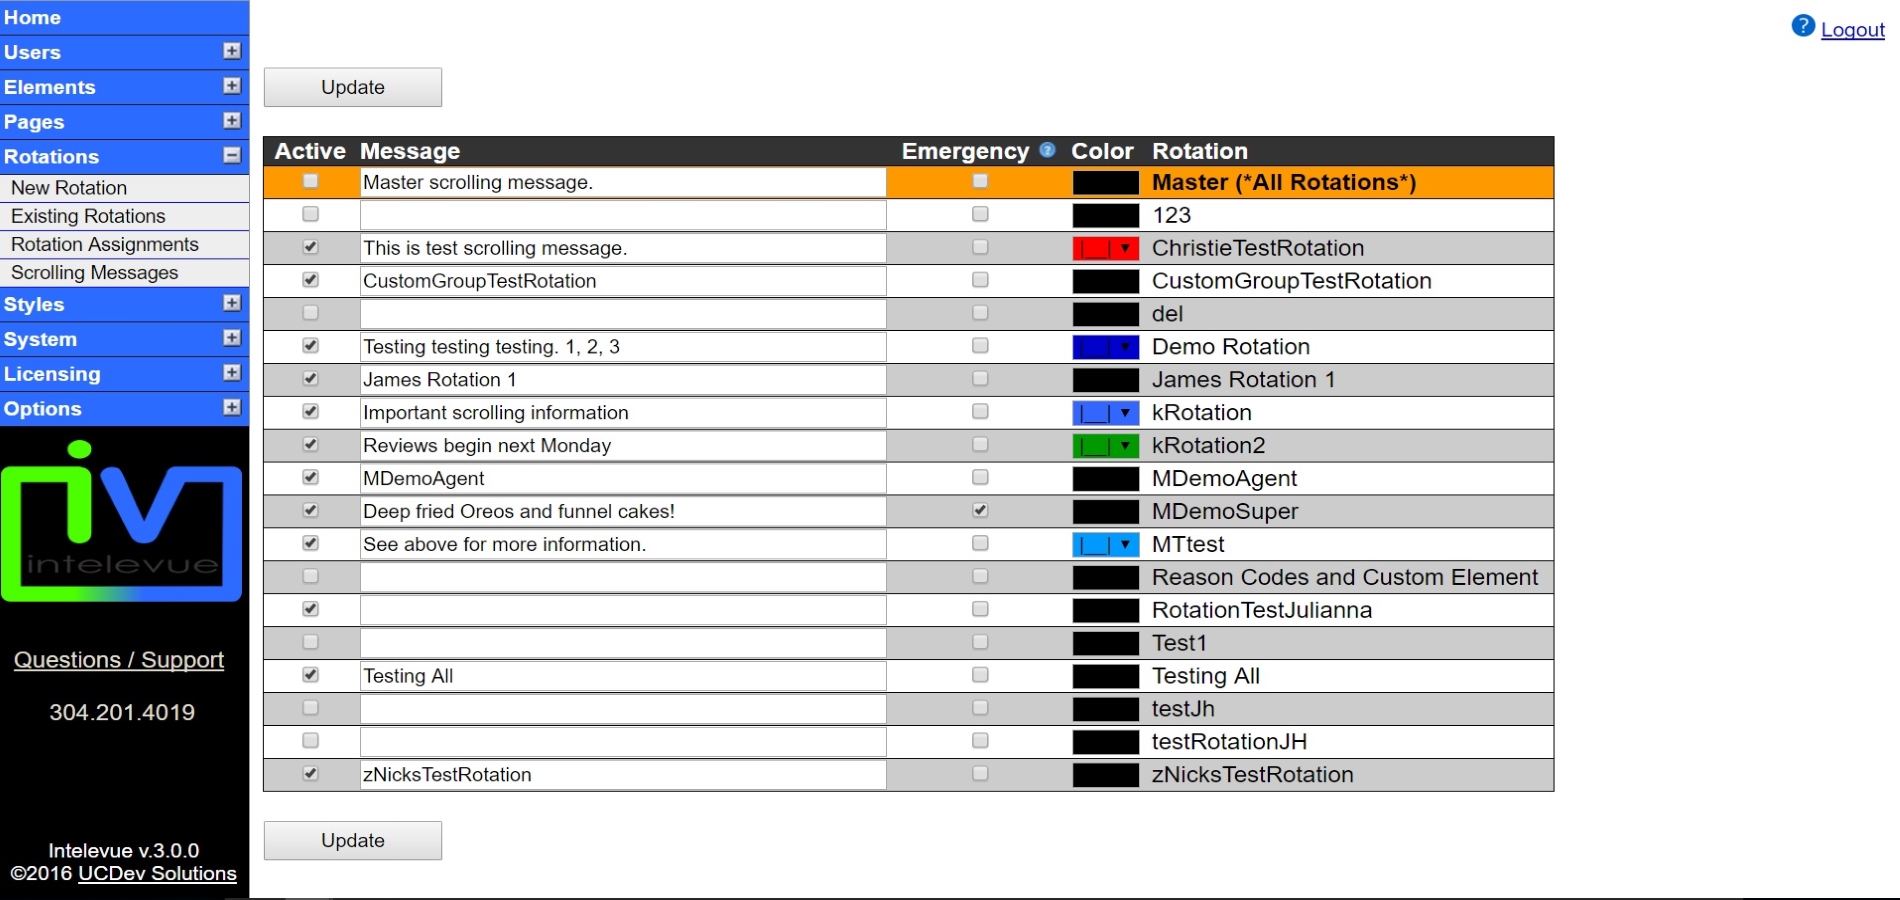 Home
Users
Elements
Pages
Rotations
New Rotation
Existing Rotations
Rotation Assignments
Scrolling Messages
Styles
System
Licensing
Options
intelevue
Questions / Support
304.201.4019
Intelevue v.3.0.0
©2016 UCDev Solutions
? Logout
Update
Active Message Emergency ? Color Rotation
Master scrolling message. Master (*All Rotations*)
123
This is test scrolling message. ChristieTestRotation
CustomGroupTestRotation CustomGroupTestRotation
del
Testing testing testing. 1, 2, 3 Demo Rotation
James Rotation 1 James Rotation 1
Important scrolling information kRotation
Reviews begin next Monday kRotation2
MDemoAgent MDemoAgent
Deep fried Oreos and funnel cakes! MDemoSuper
See above for more information. MTtest
Reason Codes and Custom Element
RotationTestJulianna
Test1
Testing All Testing All
testJh
testRotationJH
zNicksTestRotation zNicksTestRotation
Update